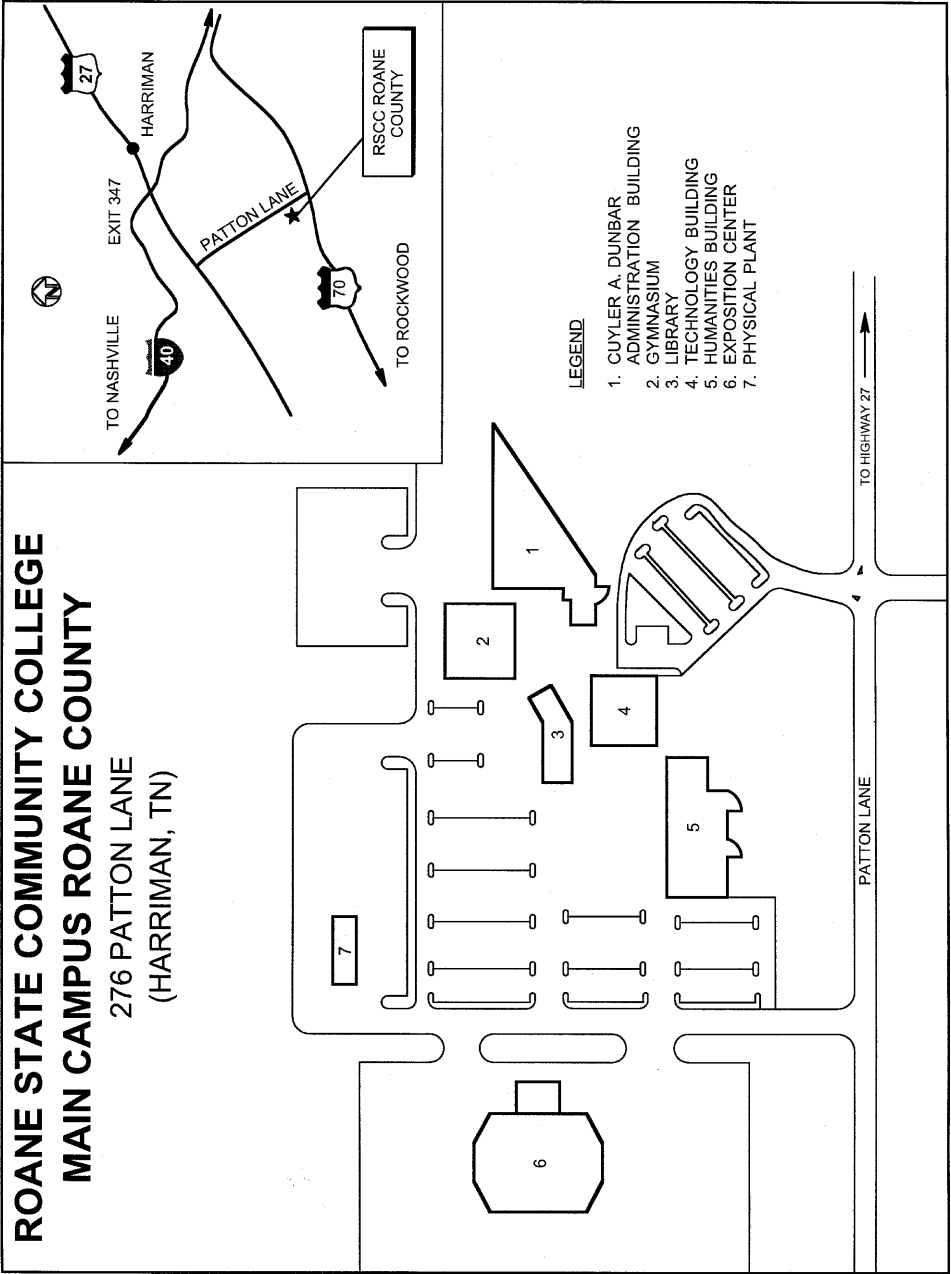 ROANE STATE COMMUNITY COLLEGE
MAIN CAMPUS ROANE COUNTY
276 PATTON LANE
(HARRIMAN, TN)
TO NASHVILLE
40
EXIT 347
N
27
HARRIMAN
PATTON LANE
70
TO ROCKWOOD
RSCC ROANE
COUNTY
LEGEND
1. CUYLER A. DUNBAR
ADMINISTRATION BUILDING
2. GYMNASIUM
3. LIBRARY
4. TECHNOLOGY BUILDING
5. HUMANITIES BUILDING
6. EXPOSITION CENTER
7. PHYSICAL PLANT
7
2
1
3
4
5
6
PATTON LANE
TO HIGHWAY 27